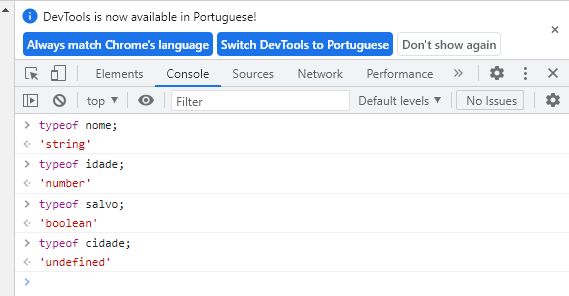 DevTools is now available in Portuguese!
Always match Chrome's language Switch DevTools to Portuguese Don't show again
Elements Console Sources Network Performance
top Filter Default levels No Issues
typeof nome;
'string'
typeof idade;
'number'
typeof salvo;
'boolean'
typeof cidade;
'undefined'